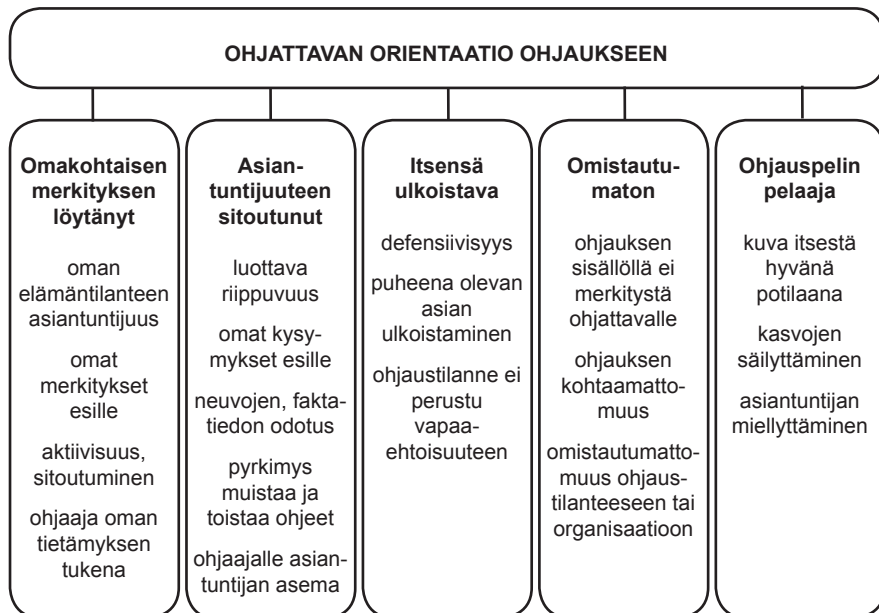 OHJATTAVAN ORIENTAATIO OHJAUKSEEN
Omakohtaisen
merkityksen
löytänyt
oman
elämäntilanteen
asiantuntijuus
omat
merkitykset
esille
aktiivisuus,
sitoutuminen
ohjaaja oman
tietämyksen
tukena
Asian-
tuntijuuteen
sitoutunut
luottava
riippuvuus
omat kysy-
mykset esille
neuvojen, fakta-
tiedon odotus
pyrkimys
muistaa ja
toistaa ohjeet
ohjaajalle asian-
tuntijan asema
Itsensä
ulkoistava
defensiivisyys
puheena olevan
asian
ulkoistaminen
ohjaustilanne ei
perustu
vapaa-
ehtoisuuteen
Omistautu-
maton
ohjauksen
sisällöllä ei
merkitystä
ohjattavalle
ohjauksen
kohtaamatto-
muus
omistautumatto-
muus ohjaus-
tilanteeseen tai
organisaatioon
Ohjauspelin
pelaaja
kuva itsestä
hyvänä
potilaana
kasvojen
säilyttäminen
asiantuntijan
miellyttäminen